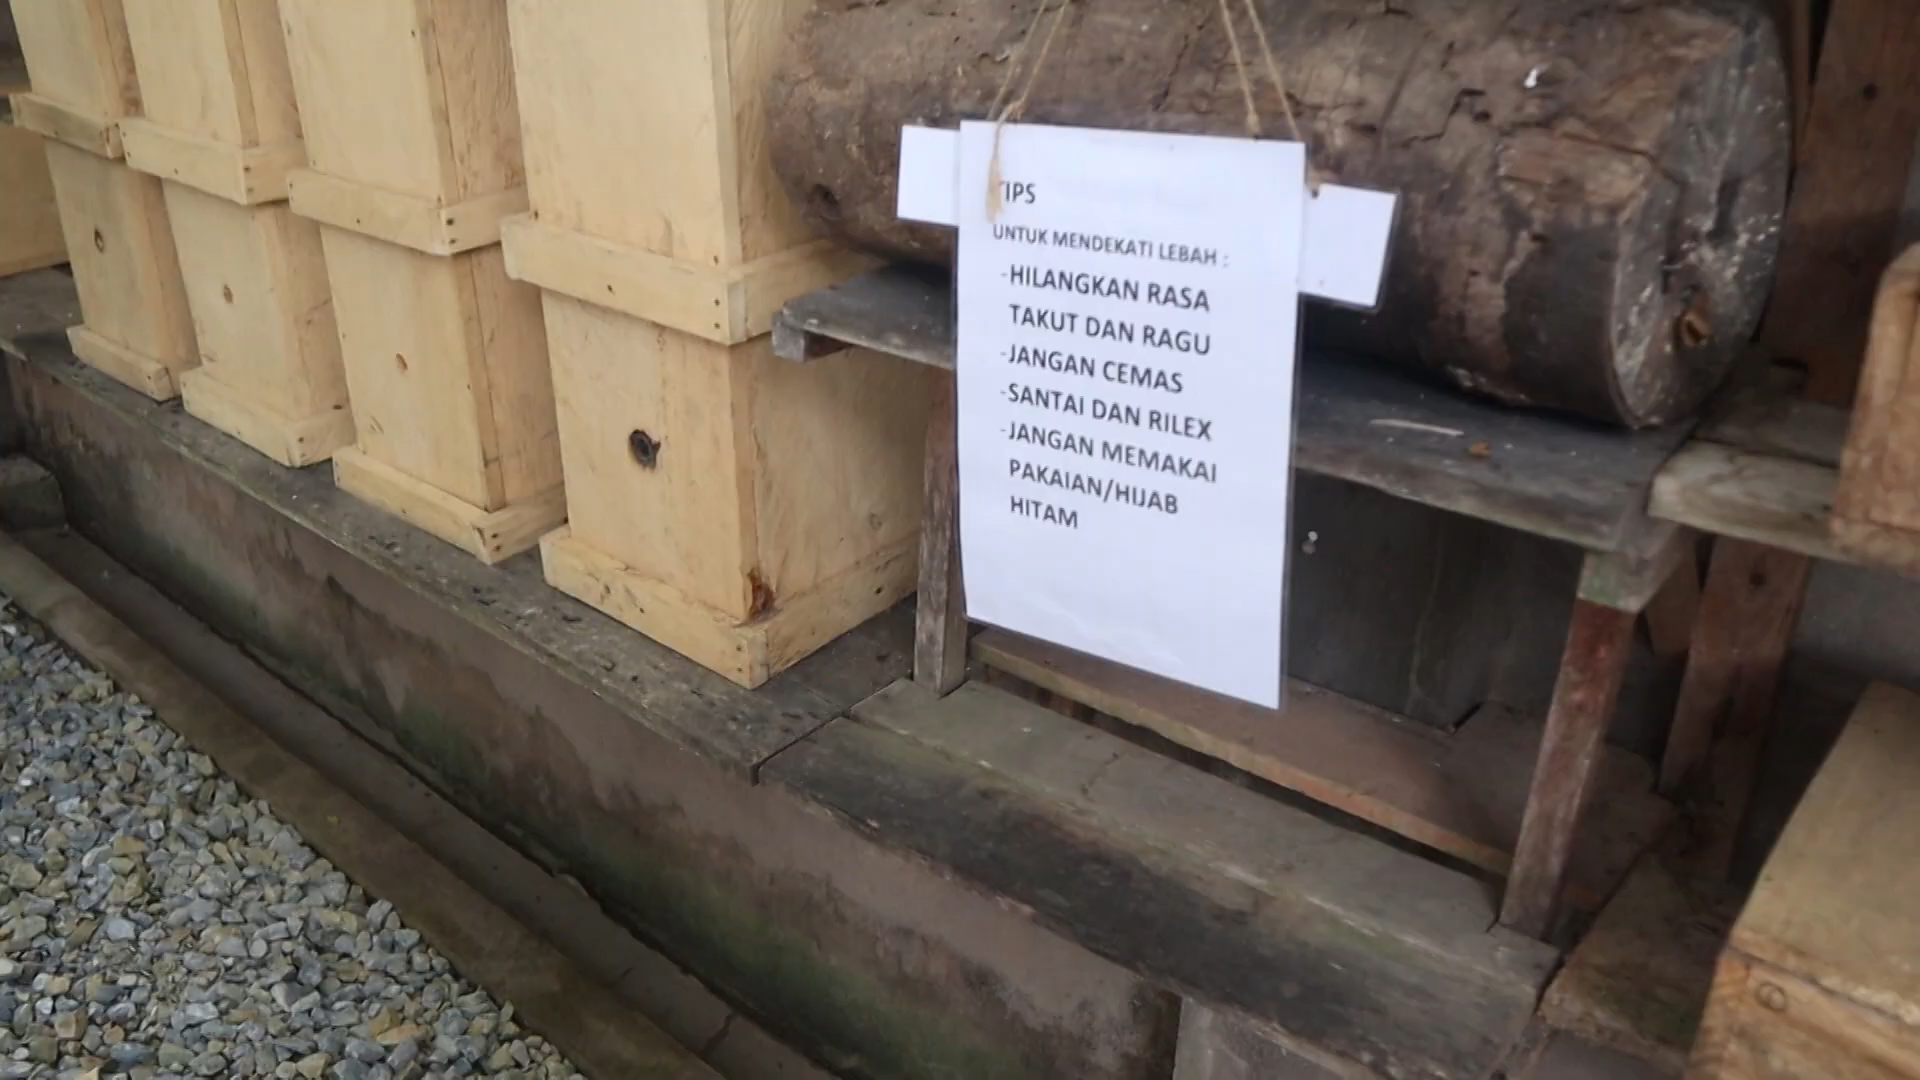 TIPS
UNTUK MENDEKATI LEBAH :
-HILANGKAN RASA
TAKUT DAN RAGU
-JANGAN CEMAS
-SANTAI DAN RILEX
-JANGAN MEMAKAI
PAKAIAN/HIJAB
HITAM